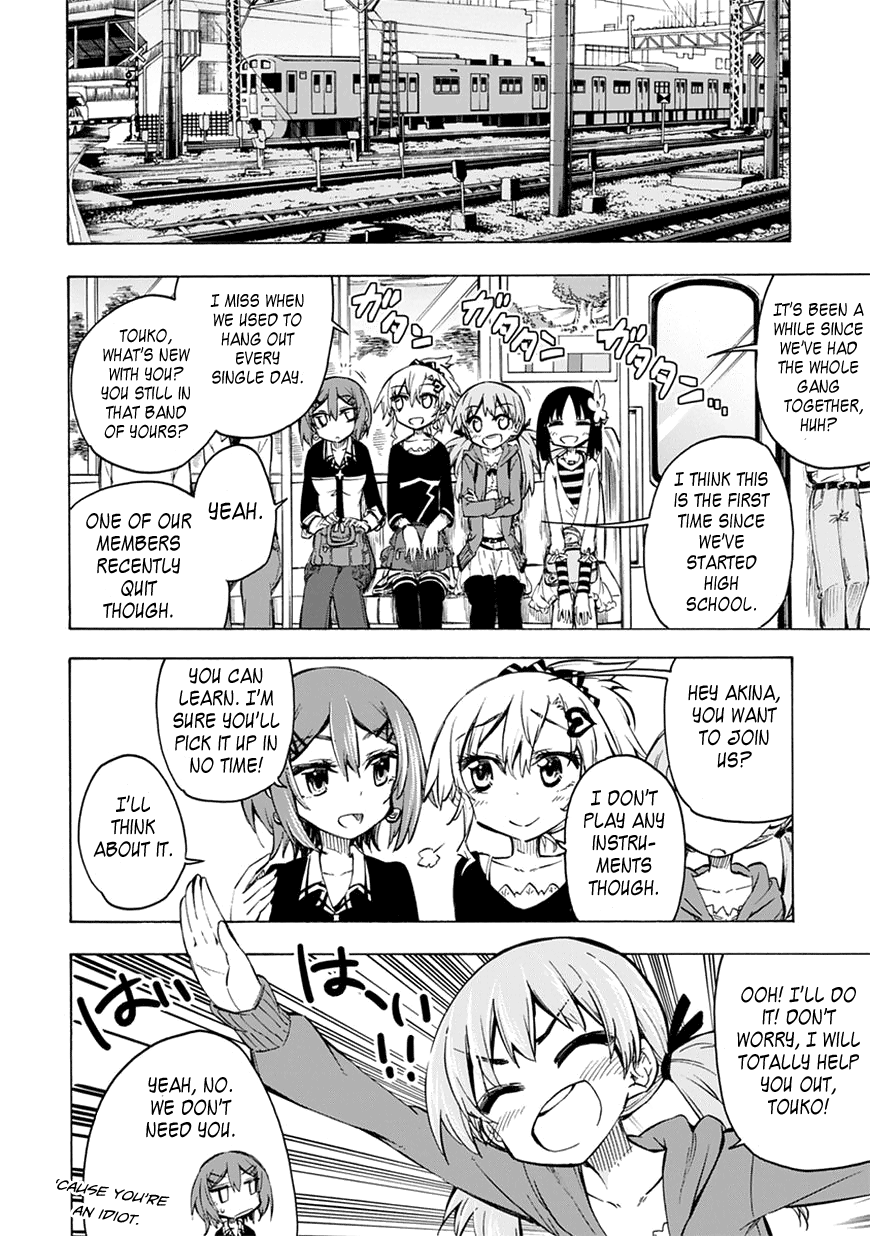 IT'S BEEN A
WHILE SINCE
WE'VE HAD
THE WHOLE
GANG
TOGETHER,
HUH?
I THINK THIS
IS THE FIRST
TIME SINCE
WE'VE
STARTED
HIGH
SCHOOL.
ガタタタン…
ガタタン
ガタン
I MISS WHEN
WE USED TO
HANG OUT
EVERY
SINGLE DAY.
TOUKO,
WHAT'S NEW
WITH YOU?
YOU STILL IN
THAT BAND
OF YOURS?
YEAH.
ONE OF OUR
MEMBERS
RECENTLY
QUIT
THOUGH.
HEY AKINA,
YOU WANT
TO JOIN
US?
I DON'T
PLAY ANY
INSTRU-
MENTS
THOUGH.
YOU CAN
LEARN. I'M
SURE YOU'LL
PICK IT UP IN
NO TIME!
I'LL
THINK
ABOUT IT.
OOH! I'LL DO
IT! DON'T
WORRY, I WILL
TOTALLY HELP
YOU OUT,
TOUKO!
はーい!!
はい
YEAH, NO.
WE DON'T
NEED YOU.
'CAUSE YOU'RE
AN IDIOT.